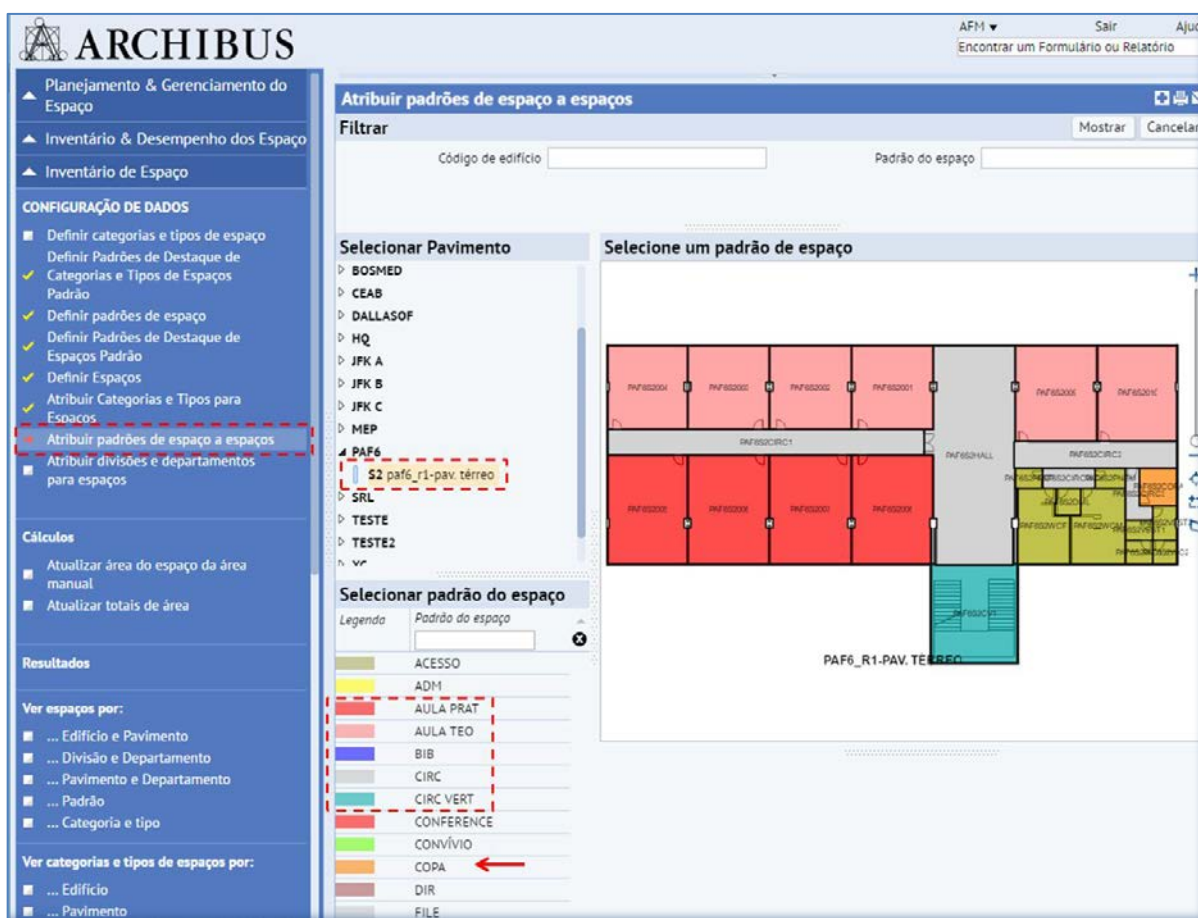 ARCHIBUS
AFM ▼ Sair
Encontrar um Formulário ou Relatório
Planejamento & Gerenciamento do
Espaço
Inventário & Desempenho dos Espaço
Inventário de Espaço
CONFIGURAÇÃO DE DADOS
Definir categorias e tipos de espaço
Definir Padrões de Destaque de
Categorias e Tipos de Espaços
Padrão
Definir padrões de espaço
Definir Padrões de Destaque de
Espaços Padrão
Definir Espaços
Atribuir Categorias e Tipos para
Espaços
Atribuir padrões de espaço a espaços
Atribuir divisões e departamentos
para espaços
Cálculos
Atualizar área do espaço da área
manual
Atualizar totais de área
Resultados
Ver espaços por:
... Edifício e Pavimento
... Divisão e Departamento
... Pavimento e Departamento
... Padrão
... Categoria e tipo
Ver categorias e tipos de espaços por:
... Edifício
... Pavimento
Atribuir padrões de espaço a espaços
Filtrar Mostrar Cancelar
Código de edifício Padrão do espaço
Selecionar Pavimento
BOSMED
CEAB
DALLASOF
HQ
JFK A
JFK B
JFK C
MEP
PAF6
S2 paf6_r1-pav. térreo
SRL
TESTE
TESTE2
Selecionar padrão do espaço
Legenda Padrão do espaço
ACESSO
ADM
AULA PRAT
AULA TEO
BIB
CIRC
CIRC VERT
CONFERENCE
CONVÍVIO
COPA
DIR
FILE
Selecione um padrão de espaço
PAF6S2004 PAF6S2003 PAF6S2002 PAF6S2001
PAF6S2CIRC1 PAF6S2HALL PAF6S2CIRC2
PAF6S2WCF
PAF6S2CV1
PAF6_R1-PAV. TÉRREO